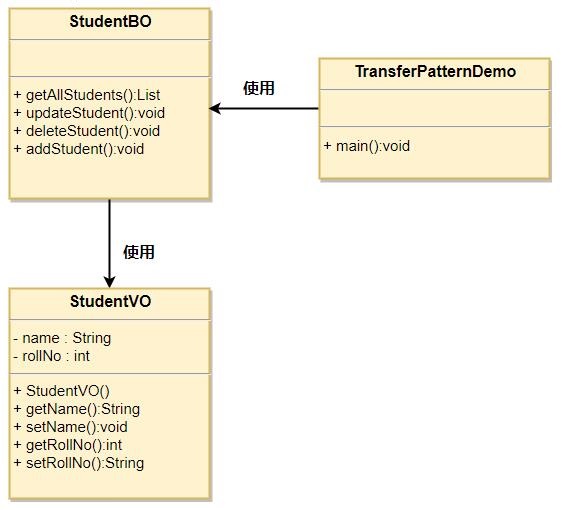 StudentBO
+ getAllStudents():List
+ updateStudent():void
+ deleteStudent():void
+ addStudent():void
使用
TransferPatternDemo
+ main():void
使用
StudentVO
- name : String
- rollNo : int
+ StudentVO()
+ getName():String
+ setName():void
+ getRollNo():int
+ setRollNo():String